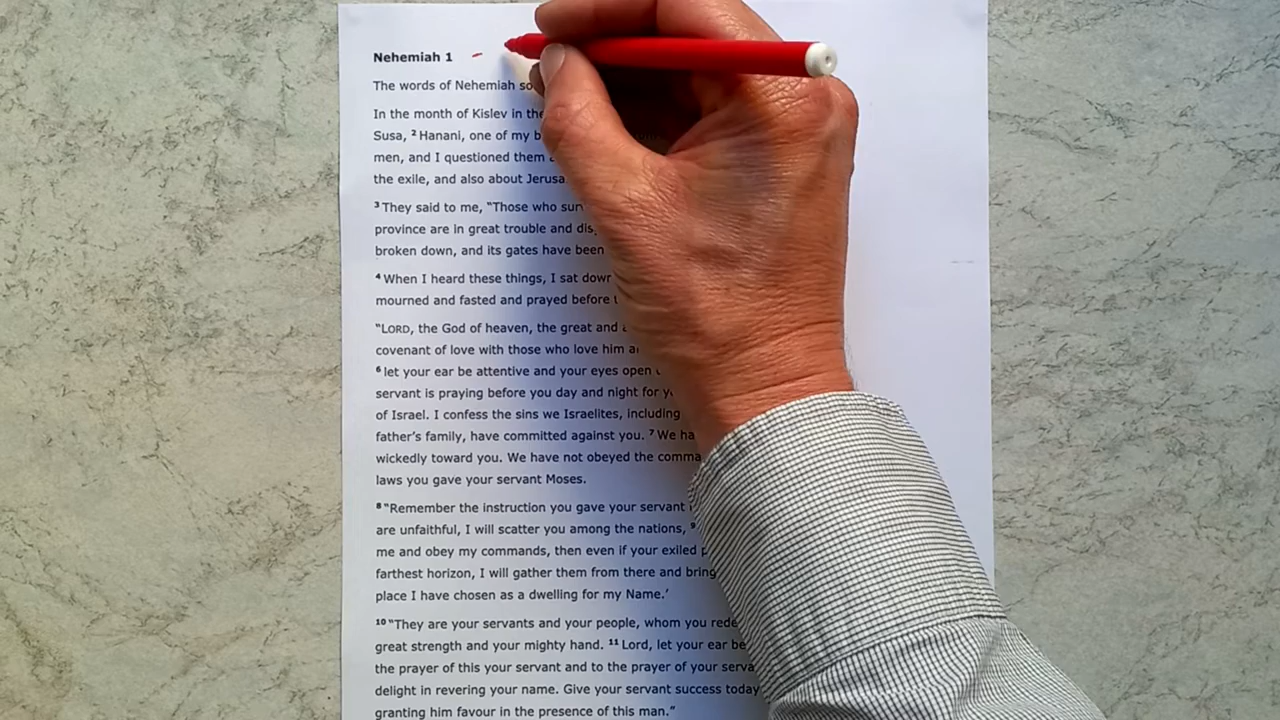 Nehemiah 1
The words of Nehemiah
In the month of Kislev in the
Susa, ² Hanani, one of my
men, and I questioned them
the exile, and also about
³ They said to me, “Those who
province are in great trouble and
broken down, and its gates have been
⁴ When I heard these things, I sat
mourned and fasted and prayed before
“LORD, the God of heaven, the great and
covenant of love with those who love him
⁶ let your ear be attentive and your eyes open
servant is praying before you day and night for
of Israel. I confess the sins we Israelites, including
father’s family, have committed against you. ⁷ We
wickedly toward you. We have not obeyed the
laws you gave your servant Moses.
⁸ “Remember the instruction you gave your servant
are unfaithful, I will scatter you among the nations, ⁹
me and obey my commands, then even if your exiled
farthest horizon, I will gather them from there and bring
place I have chosen as a dwelling for my Name.’
¹⁰ “They are your servants and your people, whom you
great strength and your mighty hand. ¹¹ Lord, let your ear
the prayer of this your servant and to the prayer of your
delight in revering your name. Give your servant success today
granting him favour in the presence of this man.”